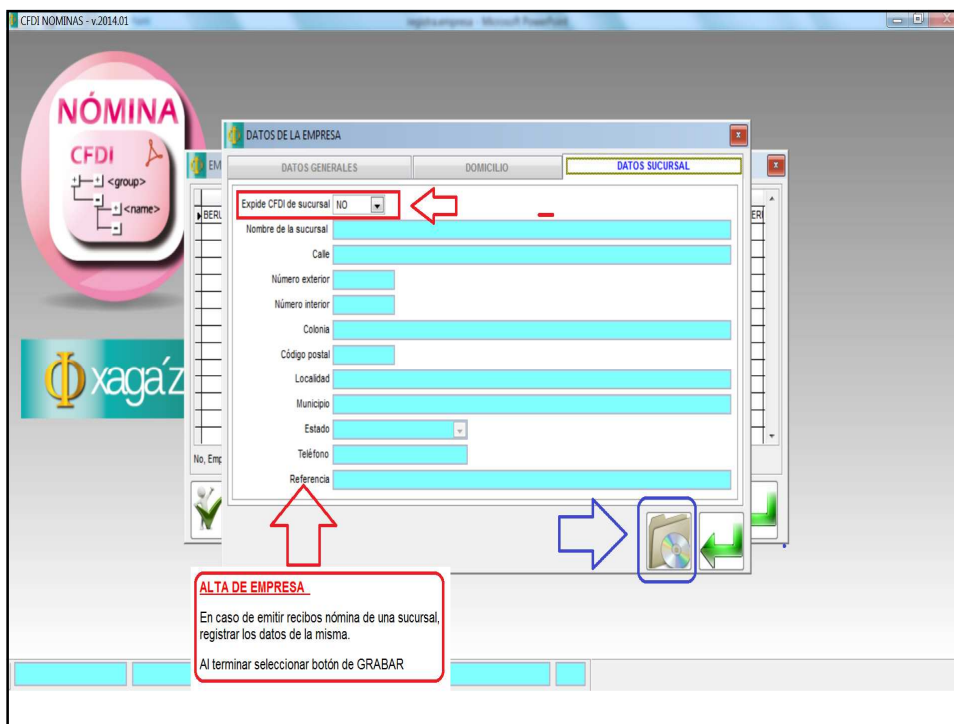 CFDI NOMINAS - v.2014.01
registra empresa - Microsoft PowerPoint
NÓMINA
CFDI
<group>
<name>
xagáz
DATOS DE LA EMPRESA
EM
DATOS GENERALES
DOMICILIO
DATOS SUCURSAL
BERU
ERI
Expide CFDI de sucursal NO
Nombre de la sucursal
Calle
Número exterior
Número interior
Colonia
Código postal
Localidad
Municipio
Estado
Teléfono
Referencia
No, Emp
ALTA DE EMPRESA
En caso de emitir recibos nómina de una sucursal,
registrar los datos de la misma.
Al terminar seleccionar botón de GRABAR